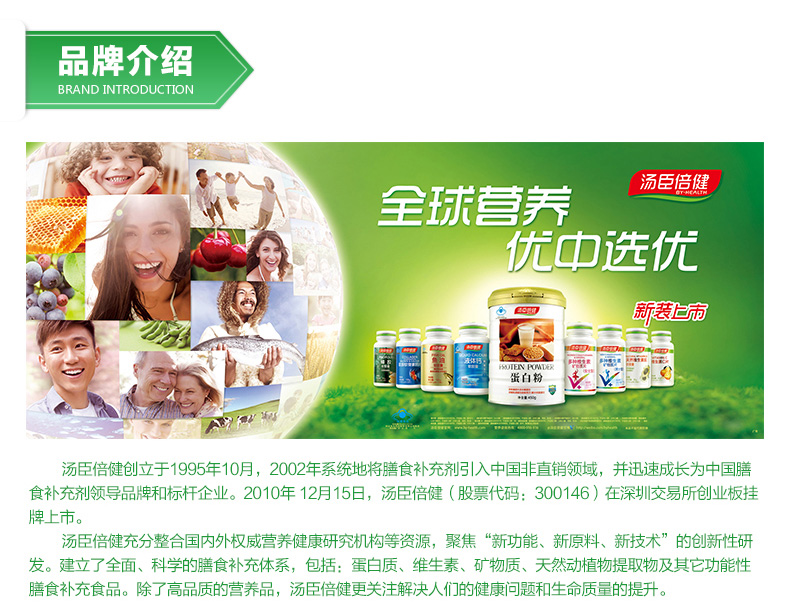 品牌介绍
BRAND INTRODUCTION
汤臣倍健
BY-HEALTH
全球营养
优中选优
新装上市
汤臣倍健
液体钙
PROTEIN POWDER
蛋白粉
汤臣倍健创立于1995年10月，2002年系统地将膳食补充剂引入中国非直销领域，并迅速成长为中国膳
食补充剂领导品牌和标杆企业。2010年 12月15日，汤臣倍健（股票代码：300146）在深圳交易所创业板挂
牌上市。
汤臣倍健充分整合国内外权威营养健康研究机构等资源，聚焦“新功能、新原料、新技术”的创新性研
发。建立了全面、科学的膳食补充体系，包括：蛋白质、维生素、矿物质、天然动植物提取物及其它功能性
膳食补充食品。除了高品质的营养品，汤臣倍健更关注解决人们的健康问题和生命质量的提升。